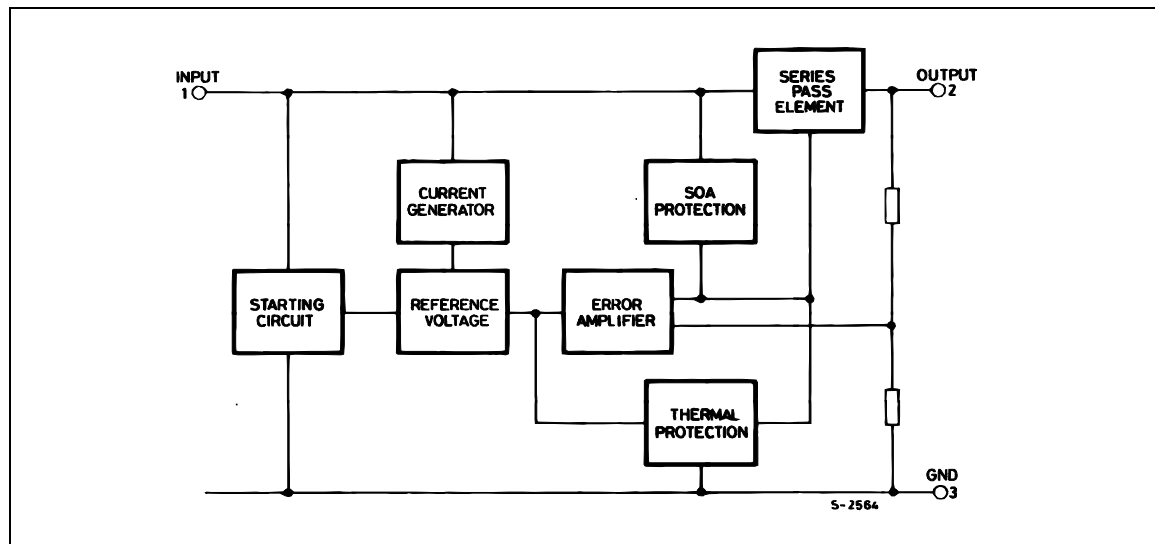 INPUT
1
SERIES
PASS
ELEMENT
OUTPUT
2
CURRENT
GENERATOR
SOA
PROTECTION
STARTING
CIRCUIT
REFERENCE
VOLTAGE
ERROR
AMPLIFIER
THERMAL
PROTECTION
GND
3
S-2564